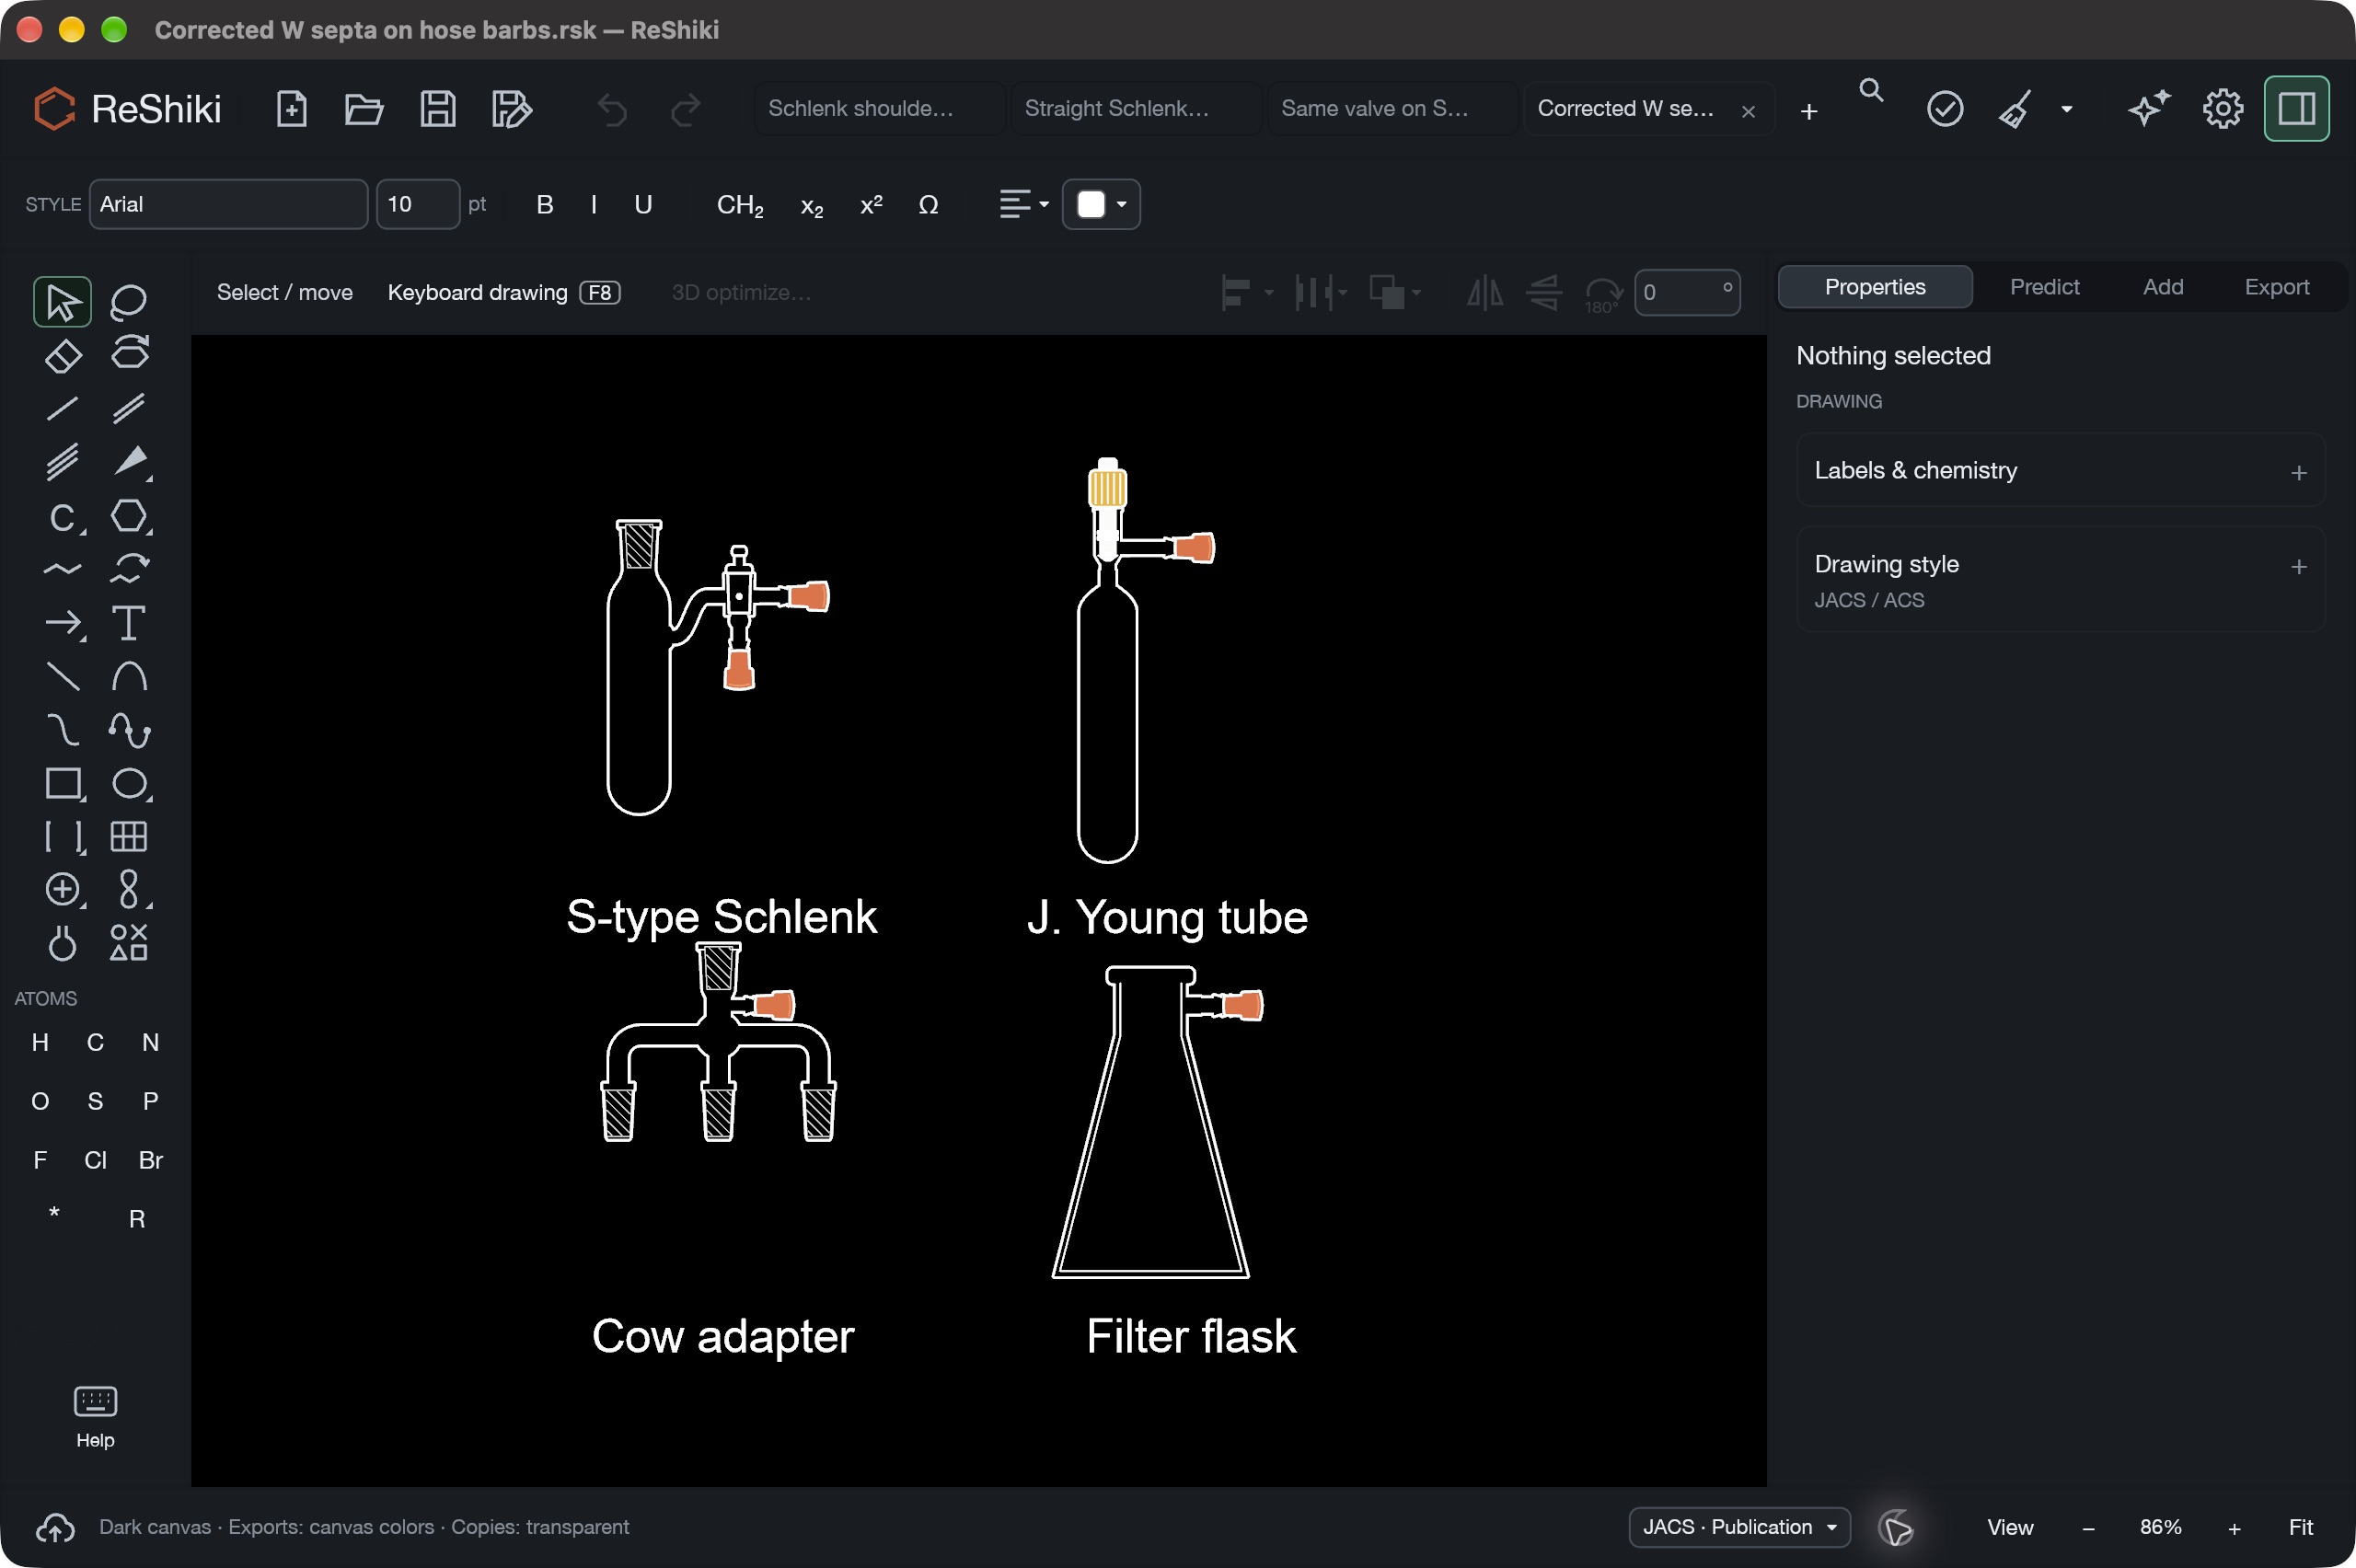 Corrected W septa on hose barbs.rsk — ReShiki
ReShiki
Schlenk shoulde...
Straight Schlenk...
Same valve on S...
Corrected W se...
STYLE Arial 10 pt B I U CH₂ x₂ x² Ω
Select / move Keyboard drawing F8 3D optimize... 180° 0 °
Properties Predict Add Export
Nothing selected
DRAWING
Labels & chemistry
Drawing style
JACS / ACS
C
T
S-type Schlenk
J. Young tube
Cow adapter
Filter flask
ATOMS
H C N
O S P
F Cl Br
* R
Help
Dark canvas · Exports: canvas colors · Copies: transparent
JACS · Publication
View – 86% + Fit